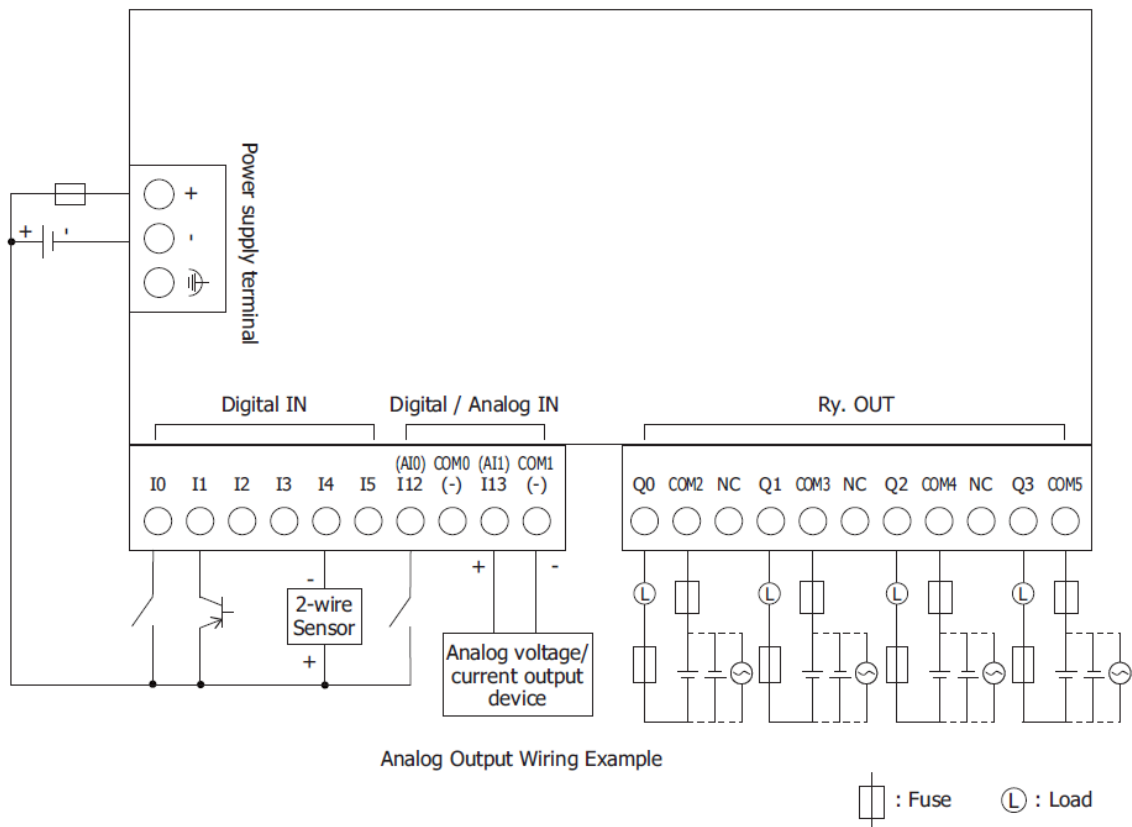 Power supply terminal
+
+ -
-
Digital IN
Digital / Analog IN
Ry. OUT
(AI0) COM0 (AI1) COM1
I0 I1 I2 I3 I4 I5 I12 (-) I13 (-)
Q0 COM2 NC Q1 COM3 NC Q2 COM4 NC Q3 COM5
-
2-wire
Sensor
+
+ -
Analog voltage/
current output
device
L L L L
Analog Output Wiring Example
: Fuse
L : Load